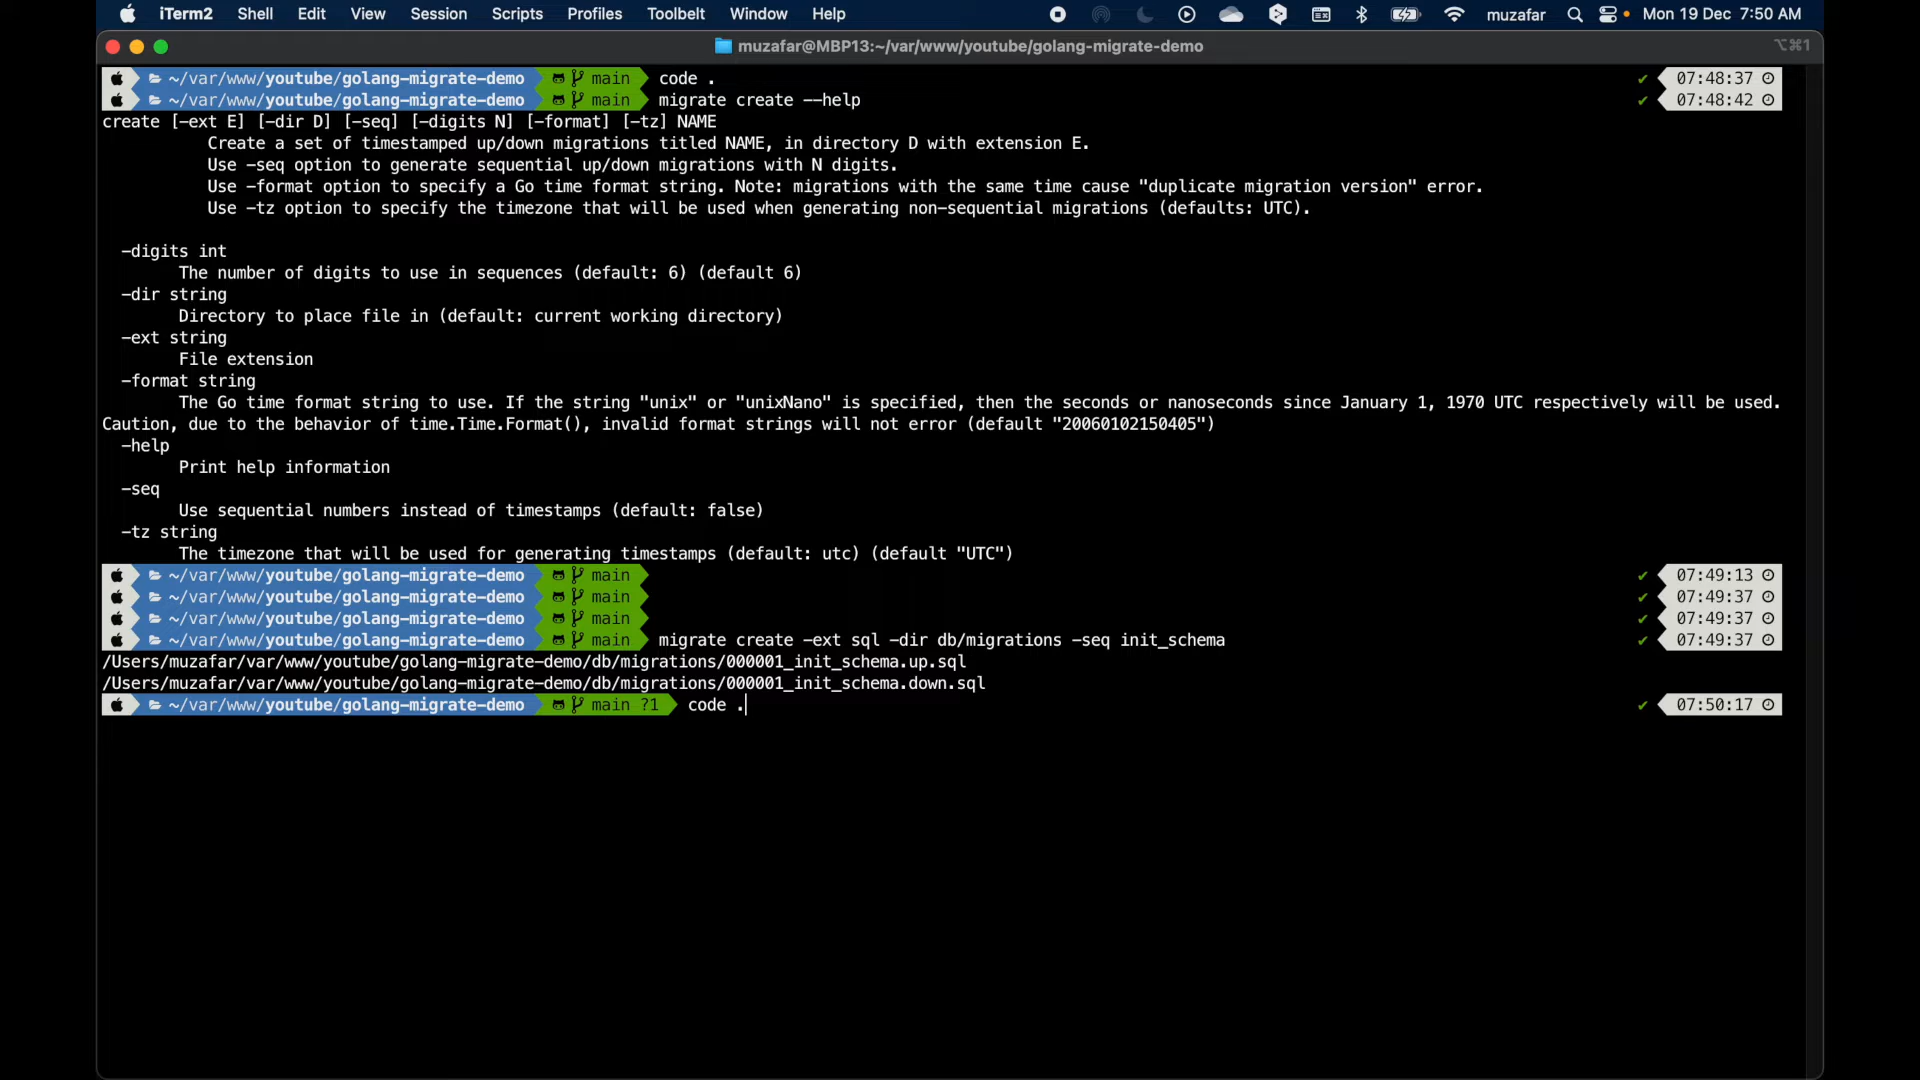 iTerm2 Shell Edit View Session Scripts Profiles Toolbelt Window Help muzafar Mon 19 Dec 7:50 AM
muzafar@MBP13:~/var/www/youtube/golang-migrate-demo ⌥⌘1
~/var/www/youtube/golang-migrate-demo main code . ✔ 07:48:37
~/var/www/youtube/golang-migrate-demo main migrate create --help ✔ 07:48:42
create [-ext E] [-dir D] [-seq] [-digits N] [-format] [-tz] NAME
Create a set of timestamped up/down migrations titled NAME, in directory D with extension E.
Use -seq option to generate sequential up/down migrations with N digits.
Use -format option to specify a Go time format string. Note: migrations with the same time cause "duplicate migration version" error.
Use -tz option to specify the timezone that will be used when generating non-sequential migrations (defaults: UTC).
-digits int
The number of digits to use in sequences (default: 6) (default 6)
-dir string
Directory to place file in (default: current working directory)
-ext string
File extension
-format string
The Go time format string to use. If the string "unix" or "unixNano" is specified, then the seconds or nanoseconds since January 1, 1970 UTC respectively will be used.
Caution, due to the behavior of time.Time.Format(), invalid format strings will not error (default "20060102150405")
-help
Print help information
-seq
Use sequential numbers instead of timestamps (default: false)
-tz string
The timezone that will be used for generating timestamps (default: utc) (default "UTC")
~/var/www/youtube/golang-migrate-demo main ✔ 07:49:13
~/var/www/youtube/golang-migrate-demo main ✔ 07:49:37
~/var/www/youtube/golang-migrate-demo main ✔ 07:49:37
~/var/www/youtube/golang-migrate-demo main migrate create -ext sql -dir db/migrations -seq init_schema ✔ 07:49:37
/Users/muzafar/var/www/youtube/golang-migrate-demo/db/migrations/000001_init_schema.up.sql
/Users/muzafar/var/www/youtube/golang-migrate-demo/db/migrations/000001_init_schema.down.sql
~/var/www/youtube/golang-migrate-demo main ?1 code . ✔ 07:50:17